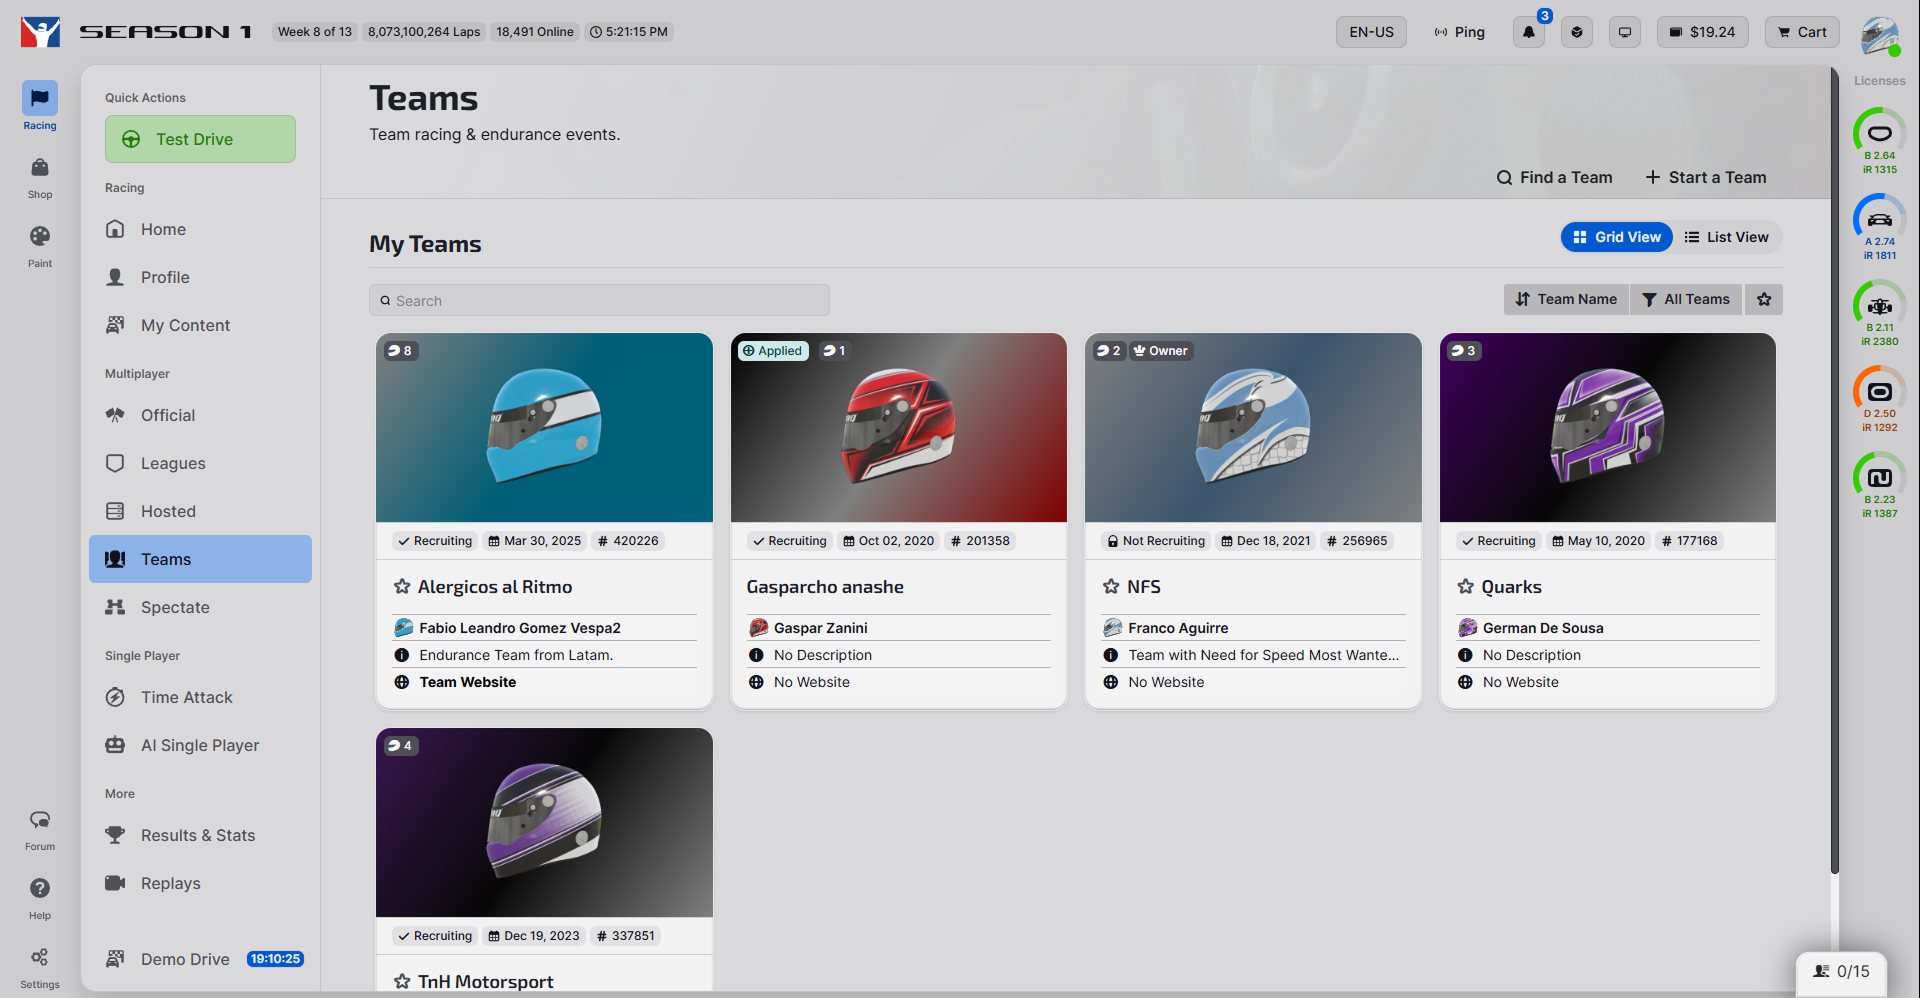 SEASON 1
Week 8 of 13
8,073,100,264 Laps
18,491 Online
5:21:15 PM
EN-US
Ping
3
$19.24
Cart
Racing
Shop
Paint
Forum
Help
Settings
Quick Actions
Test Drive
Racing
Home
Profile
My Content
Multiplayer
Official
Leagues
Hosted
Teams
Spectate
Single Player
Time Attack
AI Single Player
More
Results & Stats
Replays
Demo Drive 19:10:25
Teams
Team racing & endurance events.
Find a Team
Start a Team
My Teams
Grid View
List View
Search
Team Name
All Teams
8
Recruiting Mar 30, 2025 # 420226
Alergicos al Ritmo
Fabio Leandro Gomez Vespa2
Endurance Team from Latam.
Team Website
Applied 1
Recruiting Oct 02, 2020 # 201358
Gasparcho anashe
Gaspar Zanini
No Description
No Website
2 Owner
Not Recruiting Dec 18, 2021 # 256965
NFS
Franco Aguirre
Team with Need for Speed Most Wante...
No Website
3
Recruiting May 10, 2020 # 177168
Quarks
German De Sousa
No Description
No Website
4
Recruiting Dec 19, 2023 # 337851
TnH Motorsport
Licenses
B 2.64
iR 1315
A 2.74
iR 1811
B 2.11
iR 2380
D 2.50
iR 1292
B 2.23
iR 1387
0/15